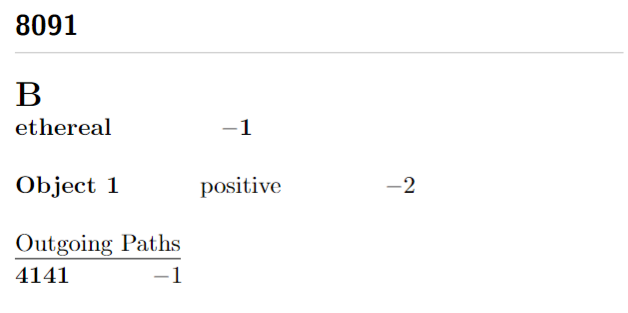 8091
B
ethereal −1
Object 1 positive −2
Outgoing Paths
4141 −1